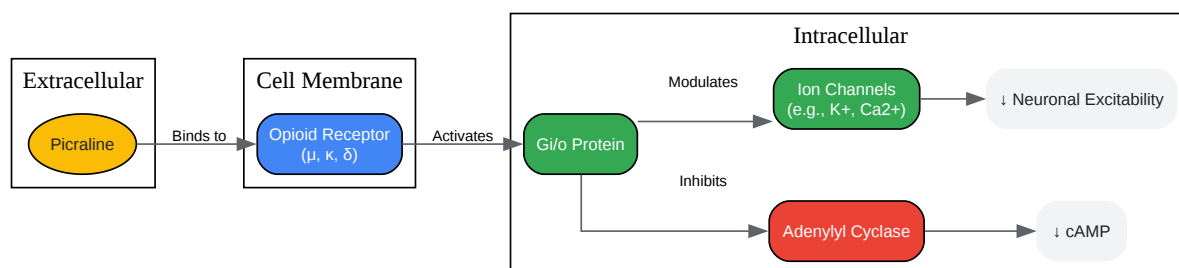 Extracellular
Picraline
Binds to
Cell Membrane
Opioid Receptor
(μ, κ, δ)
Activates
Intracellular
Gi/o Protein
Modulates
Ion Channels
(e.g., K+, Ca2+)
↓ Neuronal Excitability
Inhibits
Adenylyl Cyclase
↓ cAMP